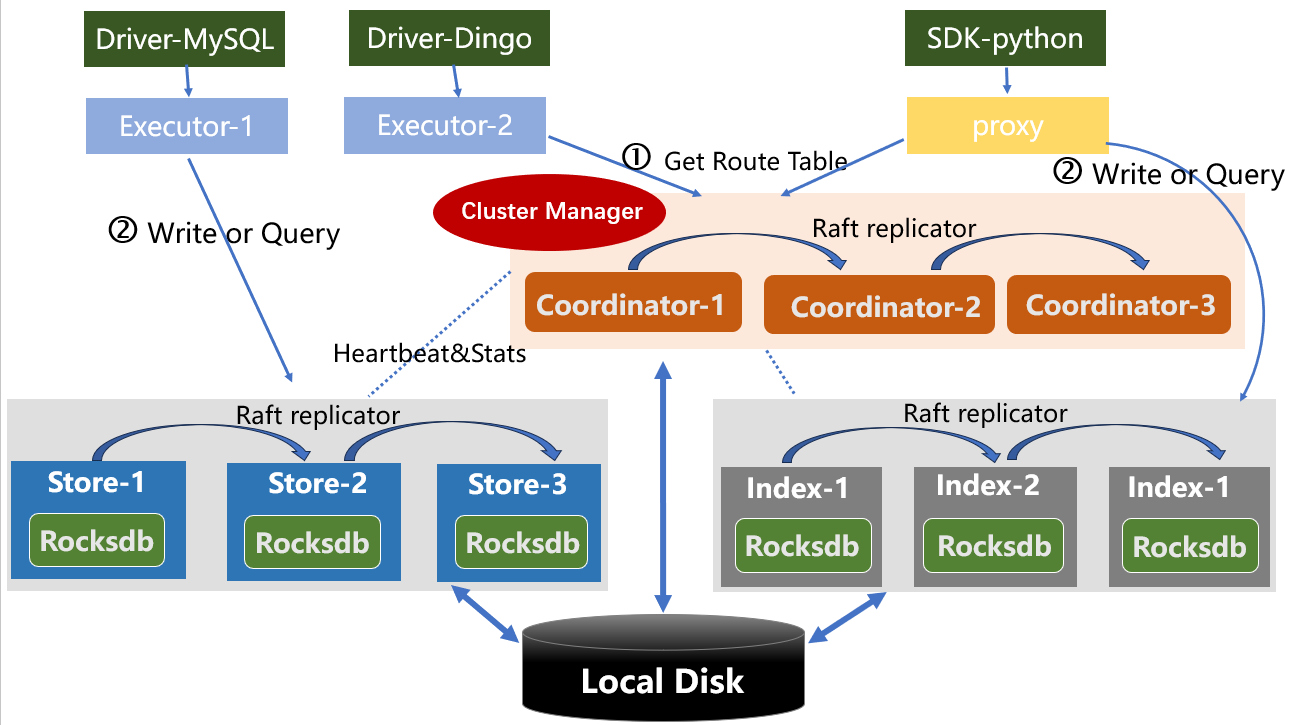 Driver-MySQL
Driver-Dingo
SDK-python
Executor-1
Executor-2
proxy
① Get Route Table
② Write or Query
② Write or Query
Cluster Manager
Raft replicator
Coordinator-1
Coordinator-2
Coordinator-3
Heartbeat&Stats
Raft replicator
Store-1
Store-2
Store-3
Rocksdb
Rocksdb
Rocksdb
Raft replicator
Index-1
Index-2
Index-1
Rocksdb
Rocksdb
Rocksdb
Local Disk